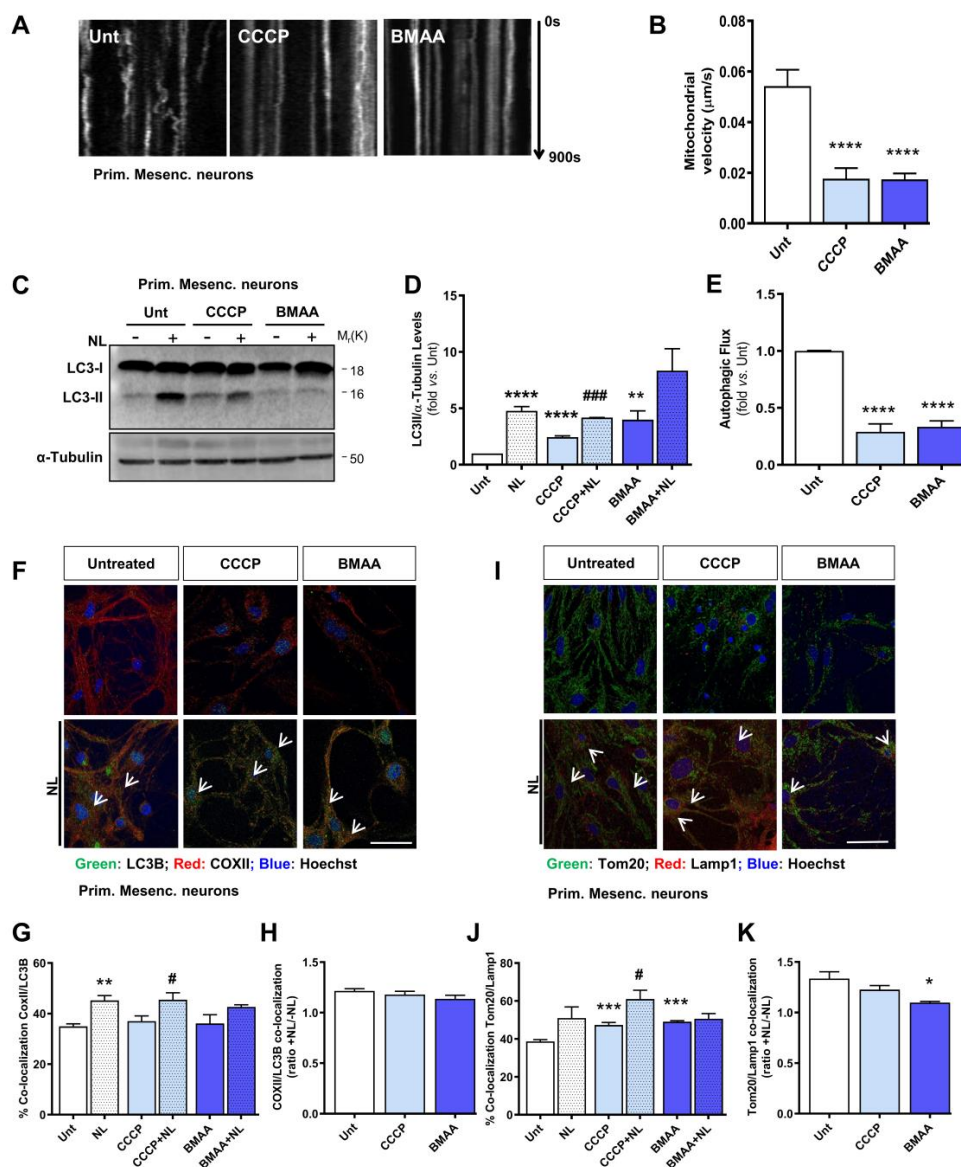 A
Unt
CCCP
BMAA
0s
900s
Prim. Mesenc. neurons
B
Mitochondrial
velocity (μm/s)
0.08
0.06
0.04
0.02
0.00
****
****
Unt
CCCP
BMAA
C
Prim. Mesenc. neurons
Unt
CCCP
BMAA
NL
- + - + - +
Mr(K)
LC3-I
- 18
LC3-II
- 16
α-Tubulin
- 50
D
LC3II/α-Tubulin Levels
(fold vs. Unt)
15
10
5
0
****
****
###
**
Unt
NL
CCCP
CCCP+NL
BMAA
BMAA+NL
E
Autophagic Flux
(fold vs. Unt)
1.5
1.0
0.5
0.0
****
****
Unt
CCCP
BMAA
F
Untreated
CCCP
BMAA
NL
Green: LC3B; Red: COXII; Blue: Hoechst
Prim. Mesenc. neurons
I
Untreated
CCCP
BMAA
NL
Green: Tom20; Red: Lamp1; Blue: Hoechst
Prim. Mesenc. neurons
G
% Co-localization CoxII/LC3B
60
40
20
0
**
#
Unt
NL
CCCP
CCCP+NL
BMAA
BMAA+NL
H
COXII/LC3B co-localization
(ratio +NL/-NL)
1.5
1.0
0.5
0.0
Unt
CCCP
BMAA
J
% Co-localization Tom20/Lamp1
80
60
40
20
0
***
#
***
Unt
NL
CCCP
CCCP+NL
BMAA
BMAA+NL
K
Tom20/Lamp1 co-localization
(ratio +NL/-NL)
1.5
1.0
0.5
0.0
*
Unt
CCCP
BMAA